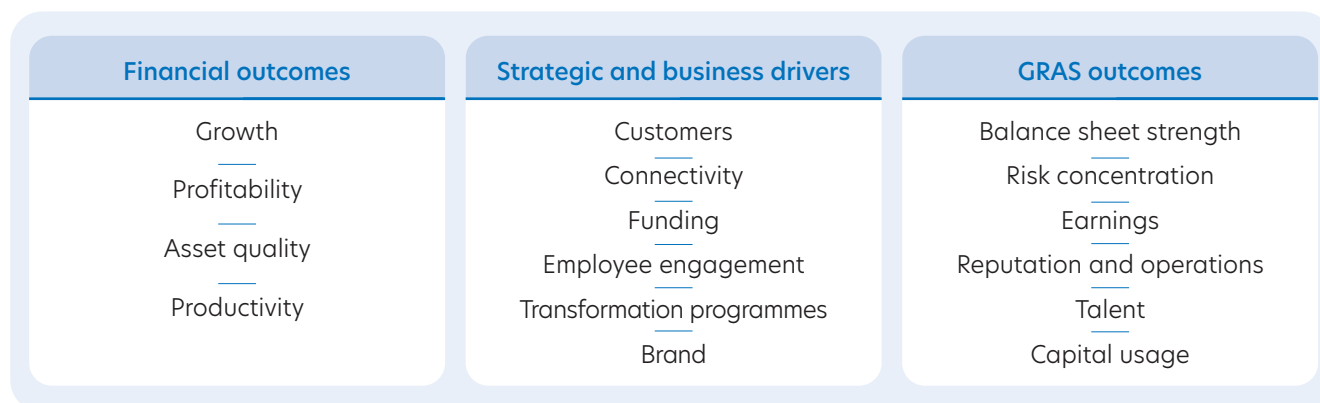 Financial outcomes
Growth
Profitability
Asset quality
Productivity
Strategic and business drivers
Customers
Connectivity
Funding
Employee engagement
Transformation programmes
Brand
GRAS outcomes
Balance sheet strength
Risk concentration
Earnings
Reputation and operations
Talent
Capital usage